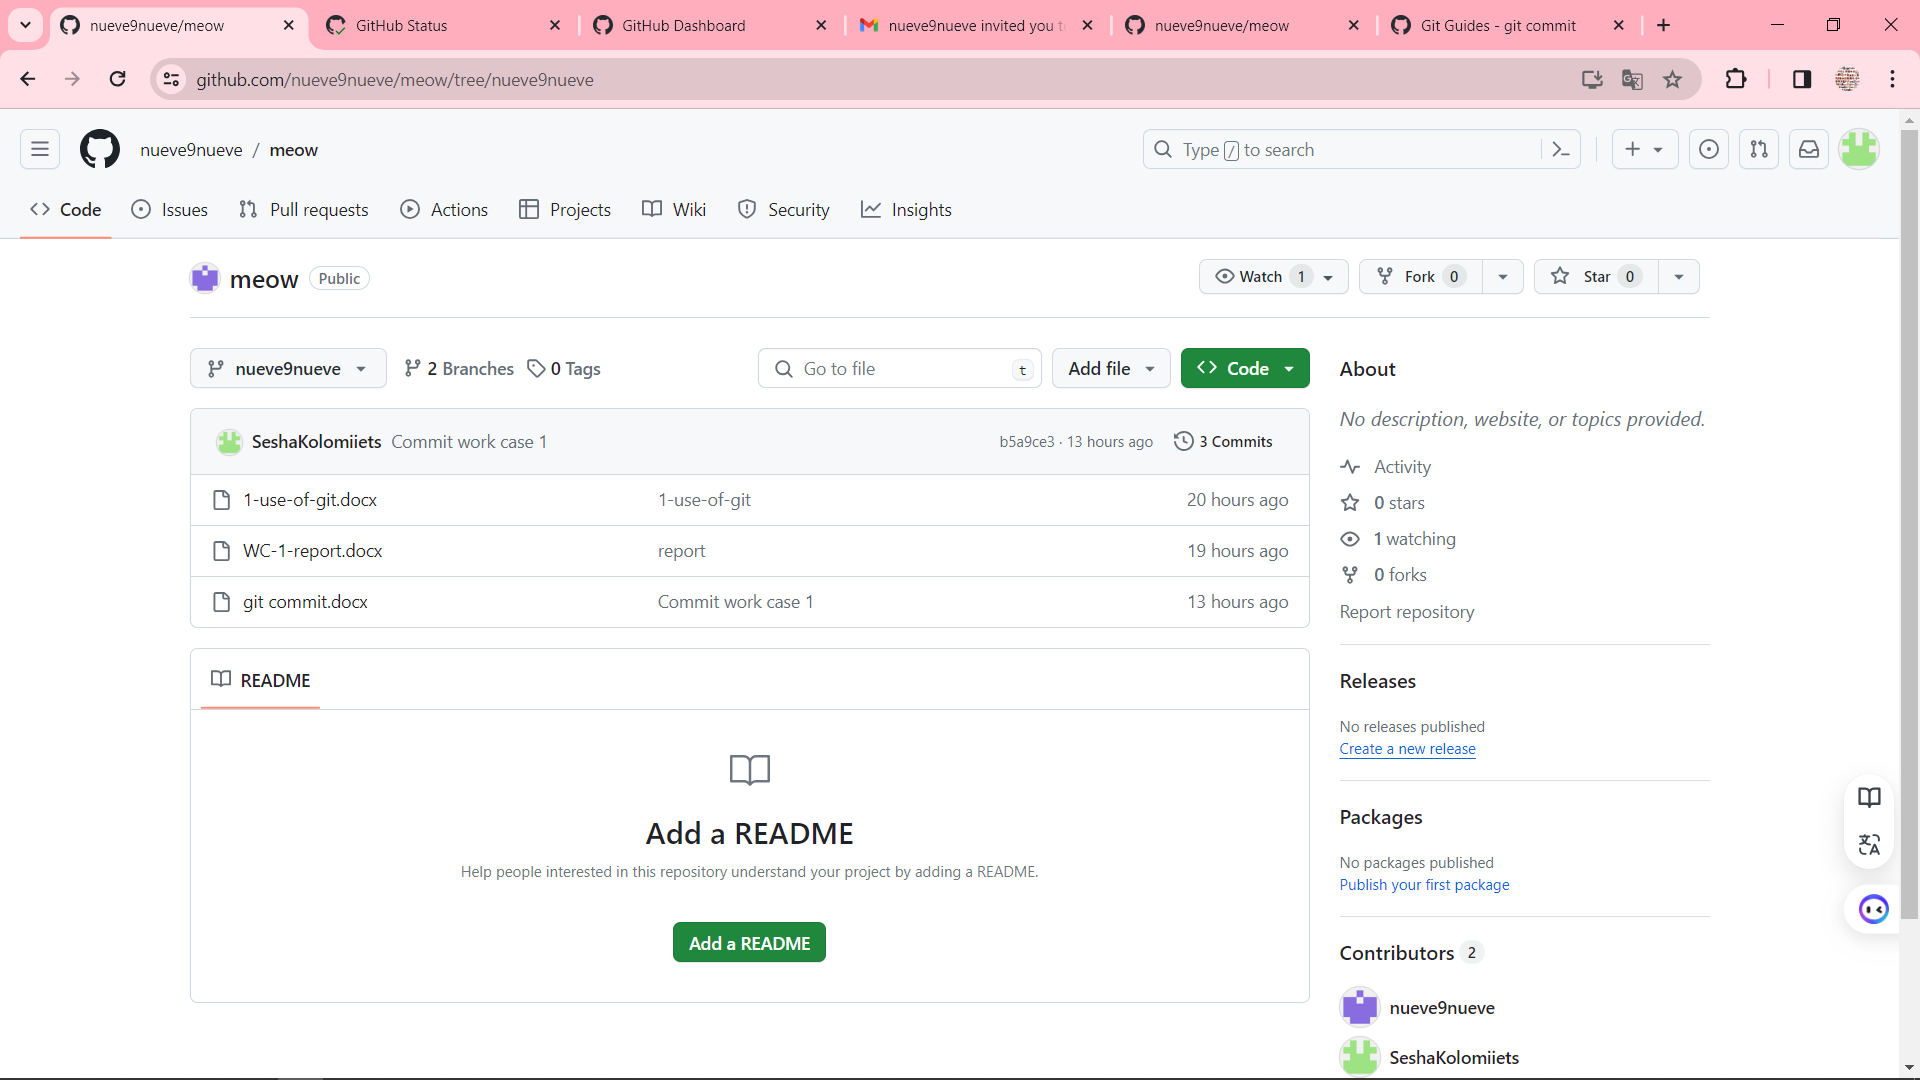 nueve9nueve/meow
GitHub Status
GitHub Dashboard
nueve9nueve invited you t
nueve9nueve/meow
Git Guides - git commit
github.com/nueve9nueve/meow/tree/nueve9nueve
nueve9nueve / meow
Type / to search
Code
Issues
Pull requests
Actions
Projects
Wiki
Security
Insights
meow Public
Watch 1
Fork 0
Star 0
nueve9nueve
2 Branches
0 Tags
Go to file t
Add file
Code
SeshaKolomiiets Commit work case 1
b5a9ce3 · 13 hours ago
3 Commits
1-use-of-git.docx 1-use-of-git 20 hours ago
WC-1-report.docx report 19 hours ago
git commit.docx Commit work case 1 13 hours ago
README
Add a README
Help people interested in this repository understand your project by adding a README.
Add a README
About
No description, website, or topics provided.
Activity
0 stars
1 watching
0 forks
Report repository
Releases
No releases published
Create a new release
Packages
No packages published
Publish your first package
Contributors 2
nueve9nueve
SeshaKolomiiets